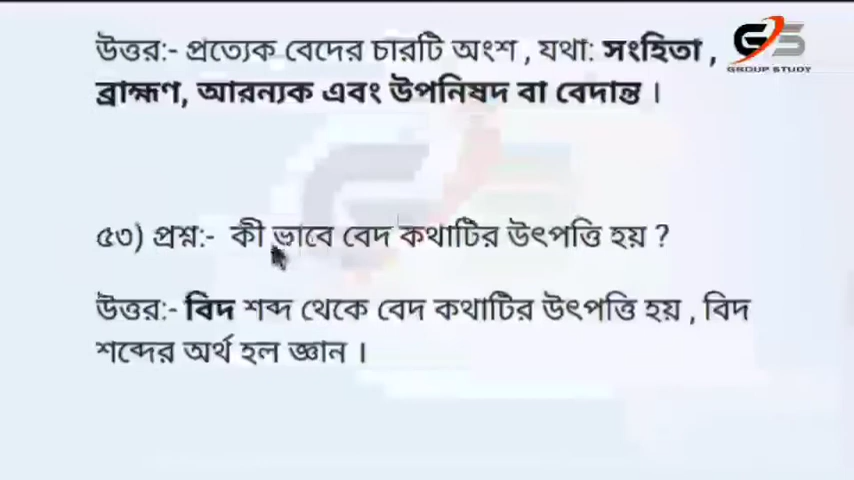 উত্তর:- প্রত্যেক বেদের চারটি অংশ , যথা: সংহিতা ,
ব্রাহ্মণ, আরন্যক এবং উপনিষদ বা বেদান্ত ।
৫৩) প্রশ্ন:- কী ভাবে বেদ কথাটির উৎপত্তি হয় ?
উত্তর:- বিদ শব্দ থেকে বেদ কথাটির উৎপত্তি হয় , বিদ
শব্দের অর্থ হল জ্ঞান ।
GS
GROUP STUDY